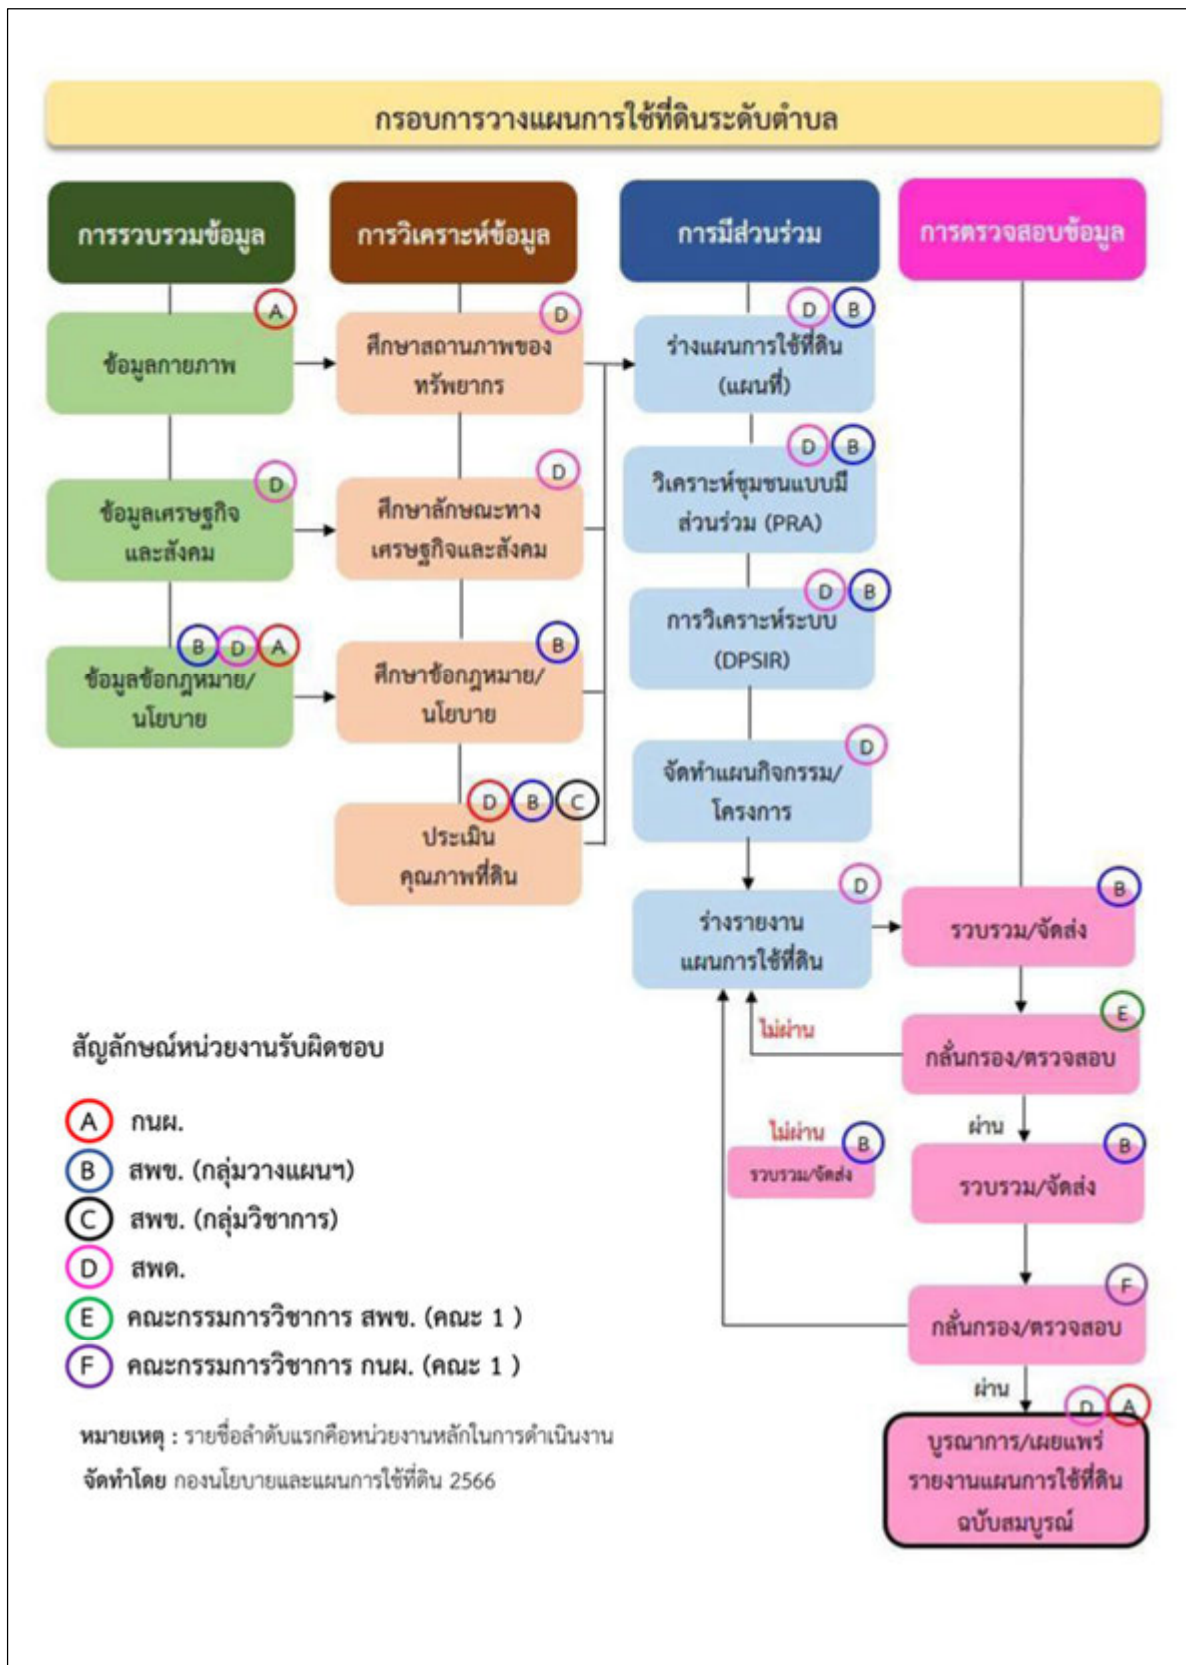 กรอบการวางแผนการใช้ที่ดินระดับตำบล
การรวบรวมข้อมูล
การวิเคราะห์ข้อมูล
การมีส่วนร่วม
การตรวจสอบข้อมูล
A
ข้อมูลกายภาพ
D
ศึกษาสถานภาพของ
ทรัพยากร
D B
ร่างแผนการใช้ที่ดิน
(แผนที่)
D
ข้อมูลเศรษฐกิจ
และสังคม
D
ศึกษาลักษณะทาง
เศรษฐกิจและสังคม
D B
วิเคราะห์ชุมชนแบบมี
ส่วนร่วม (PRA)
D B
การวิเคราะห์ระบบ
(DPSIR)
B D A
ข้อมูลข้อกฎหมาย/
นโยบาย
B
ศึกษาข้อกฎหมาย/
นโยบาย
D
จัดทำแผนกิจกรรม/
โครงการ
D B C
ประเมิน
คุณภาพที่ดิน
D
ร่างรายงาน
แผนการใช้ที่ดิน
B
รวบรวม/จัดส่ง
ไม่ผ่าน
E
กลั่นกรอง/ตรวจสอบ
ผ่าน
ไม่ผ่าน
B
รวบรวม/จัดส่ง
B
รวบรวม/จัดส่ง
F
กลั่นกรอง/ตรวจสอบ
ผ่าน
D A
บูรณาการ/เผยแพร่
รายงานแผนการใช้ที่ดิน
ฉบับสมบูรณ์
สัญลักษณ์หน่วยงานรับผิดชอบ
A กนผ.
B สพข. (กลุ่มวางแผนฯ)
C สพข. (กลุ่มวิชาการ)
D สพด.
E คณะกรรมการวิชาการ สพข. (คณะ 1 )
F คณะกรรมการวิชาการ กนผ. (คณะ 1 )
หมายเหตุ : รายชื่อลำดับแรกคือหน่วยงานหลักในการดำเนินงาน
จัดทำโดย กองนโยบายและแผนการใช้ที่ดิน 2566